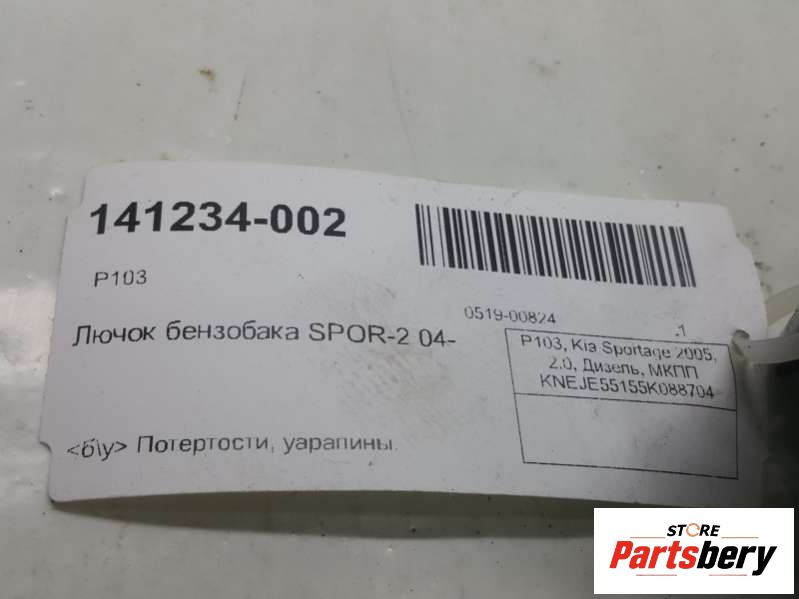 141234-002
P103
Лючок бензобака SPOR-2 04-
<б\у> Потертости, уарапины.
0519-00824
1
P103, Kia Sportage 2005,
2.0, Дизель, МКПП
KNEJE55155K088704
STORE
Partsbery